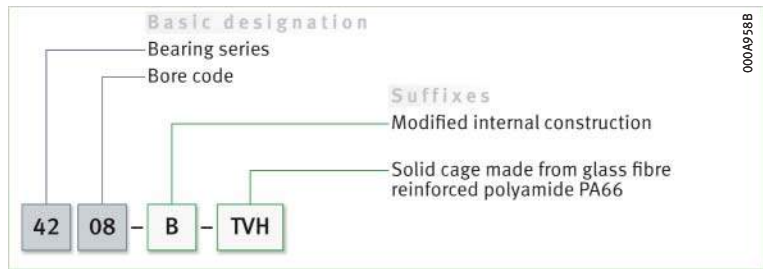 Basic designation
Bearing series
Bore code
Suffixes
Modified internal construction
Solid cage made from glass fibre
reinforced polyamide PA66
42 08 – B – TVH
000A958B